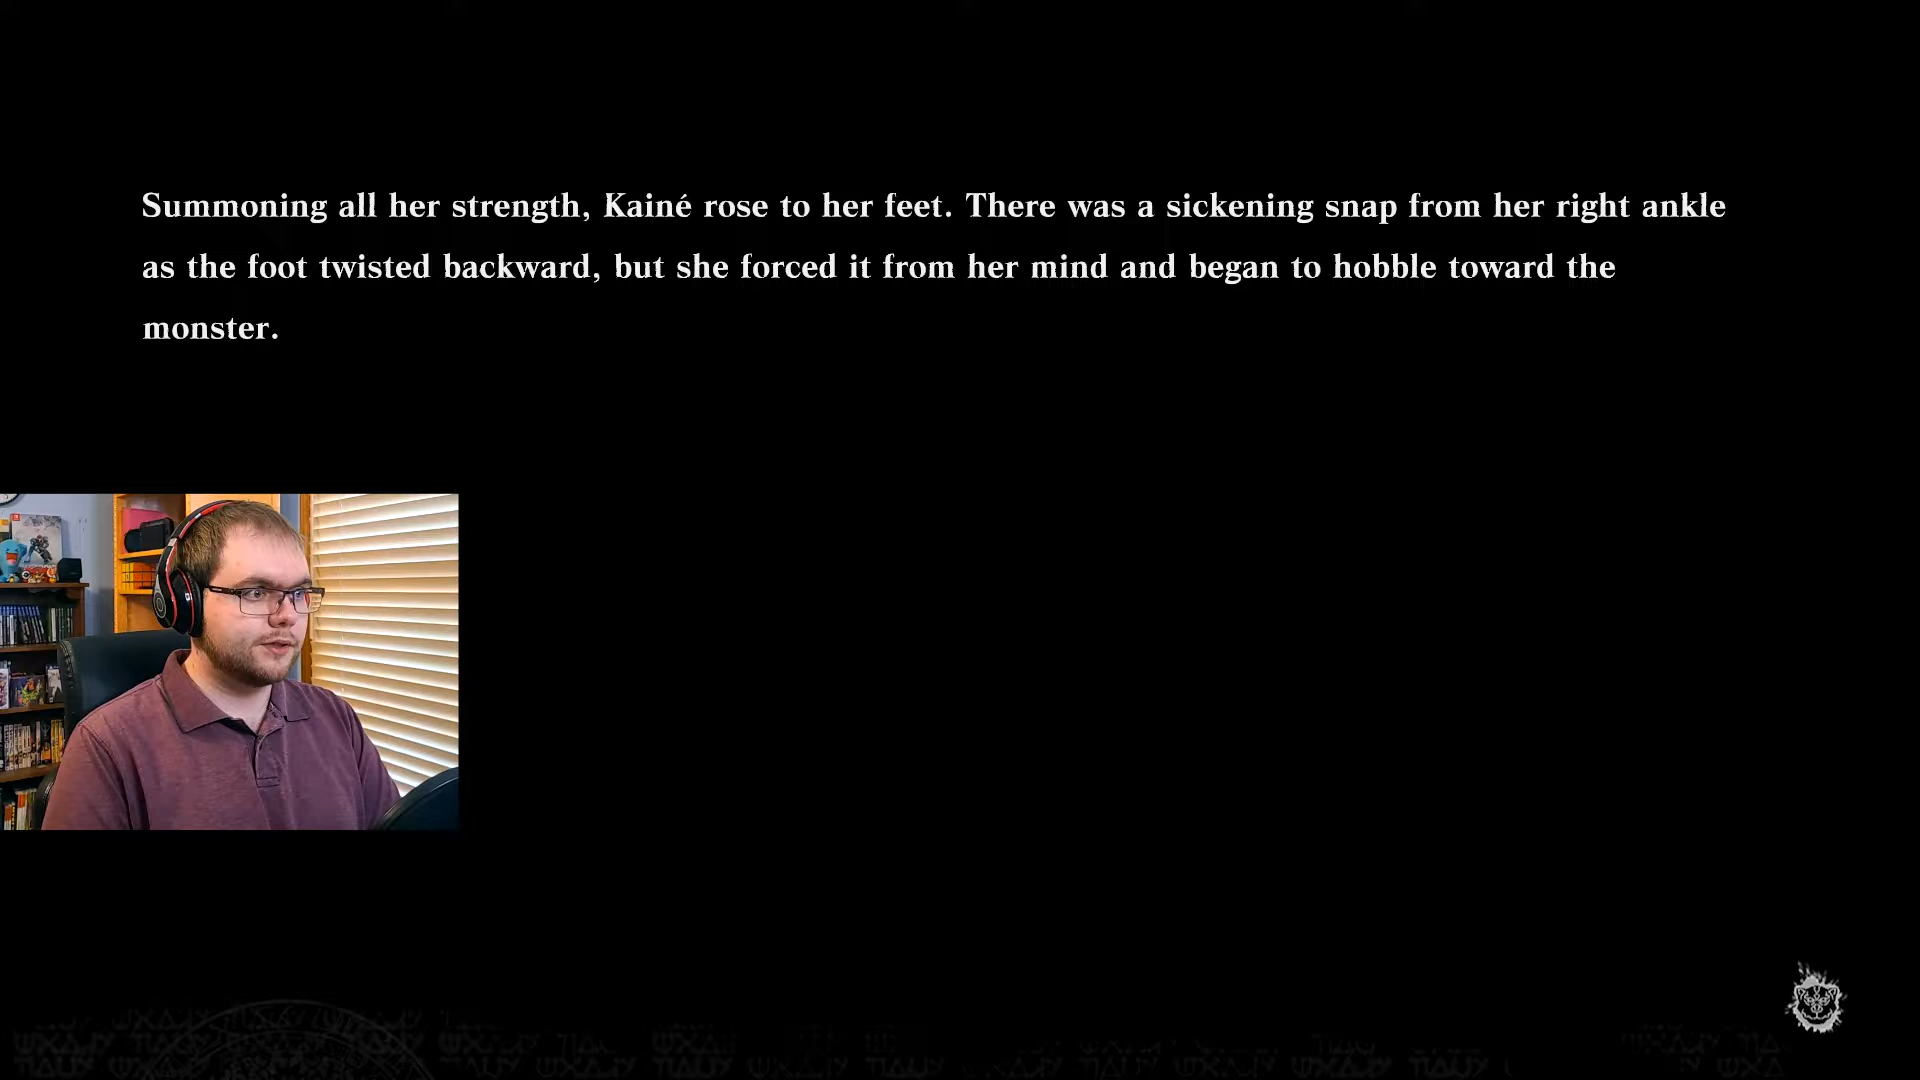 Summoning all her strength, Kainé rose to her feet. There was a sickening snap from her right ankle
as the foot twisted backward, but she forced it from her mind and began to hobble toward the
monster.